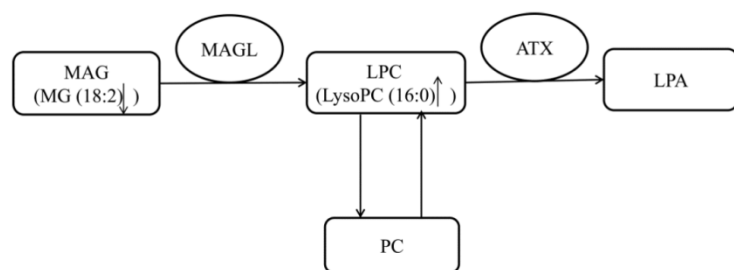 MAGL
ATX
MAG
(MG (18:2)↓ )
LPC
(LysoPC (16:0)↑ )
LPA
PC